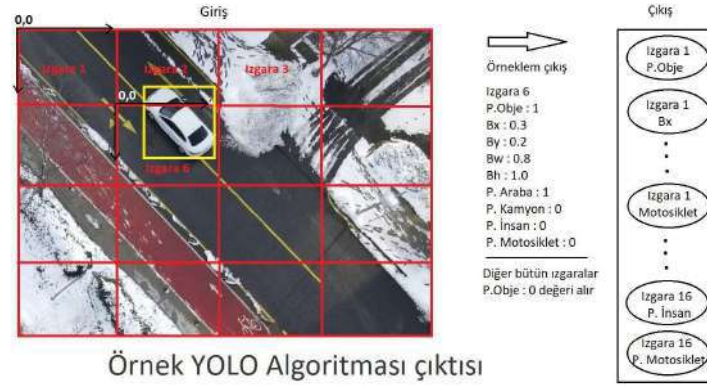 Giriş
Çıkış
0,0
Izgara 1
Izgara 2
Izgara 3
0,0
Izgara 6
Örneklem çıkış
Izgara 6
P.Obje : 1
Bx : 0.3
By : 0.2
Bw : 0.8
Bh : 1.0
P. Araba : 1
P. Kamyon : 0
P. İnsan : 0
P. Motosiklet : 0
Diğer bütün ızgaralar
P.Obje : 0 değeri alır
Izgara 1
P.Obje
Izgara 1
Bx
Izgara 1
Motosiklet
Izgara 16
P. İnsan
Izgara 16
P. Motosiklet
Örnek YOLO Algoritması çıktısı